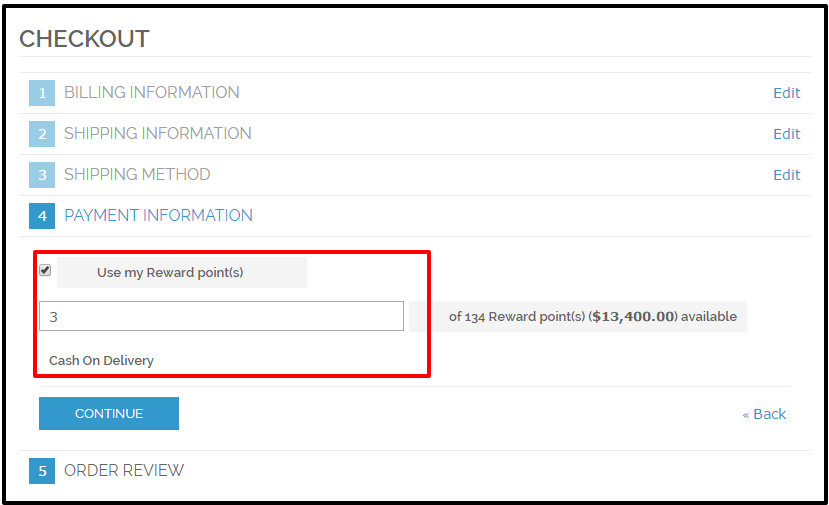 CHECKOUT
1 BILLING INFORMATION Edit
2 SHIPPING INFORMATION Edit
3 SHIPPING METHOD Edit
4 PAYMENT INFORMATION
Use my Reward point(s)
3 of 134 Reward point(s) ($13,400.00) available
Cash On Delivery
CONTINUE « Back
5 ORDER REVIEW